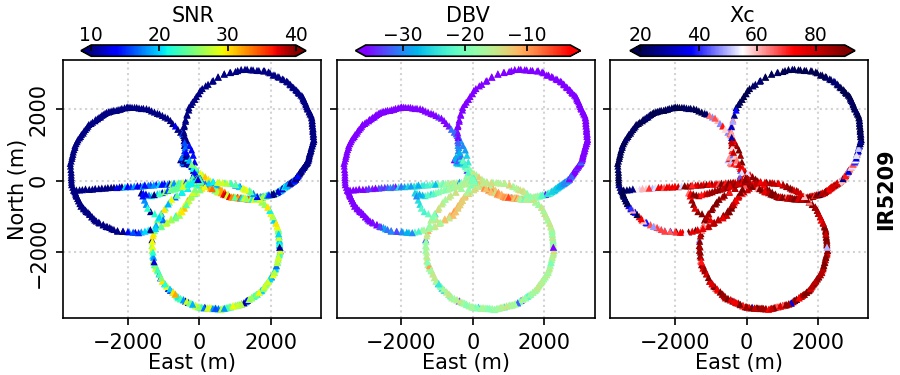 SNR DBV Xc
10 20 30 40 −30 −20 −10 20 40 60 80
North (m)
2000
0
−2000
−2000 0 2000 −2000 0 2000 −2000 0 2000
East (m) East (m) East (m)
IR5209